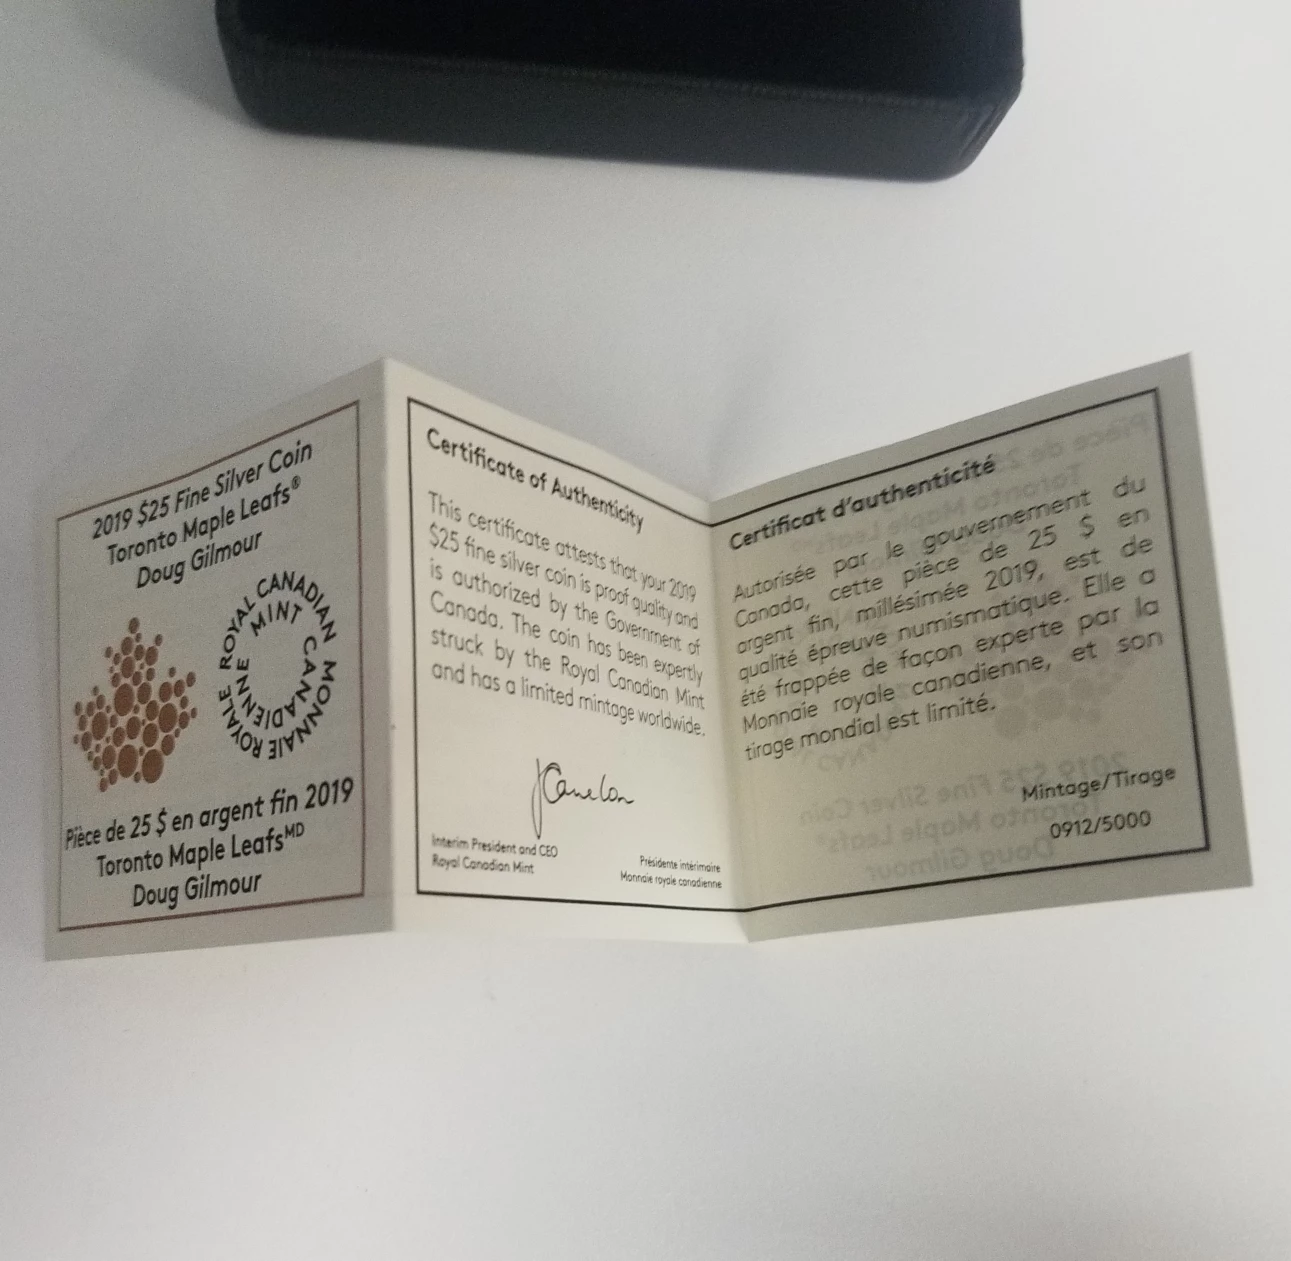 2019 $25 Fine Silver Coin
Toronto Maple Leafs®
Doug Gilmour
ROYAL CANADIAN MINT
MONNAIE ROYALE CANADIENNE
Pièce de 25 $ en argent fin 2019
Toronto Maple Leafsᴹᴰ
Doug Gilmour
Certificate of Authenticity
This certificate attests that your 2019
$25 fine silver coin is proof quality and
is authorized by the Government of
Canada. The coin has been expertly
struck by the Royal Canadian Mint
and has a limited mintage worldwide.
Interim President and CEO
Royal Canadian Mint
Présidente intérimaire
Monnaie royale canadienne
Certificat d'authenticité
Autorisée par le gouvernement du
Canada, cette pièce de 25 $ en
argent fin, millésimée 2019, est de
qualité épreuve numismatique. Elle a
été frappée de façon experte par la
Monnaie royale canadienne, et son
tirage mondial est limité.
Mintage/Tirage
0912/5000